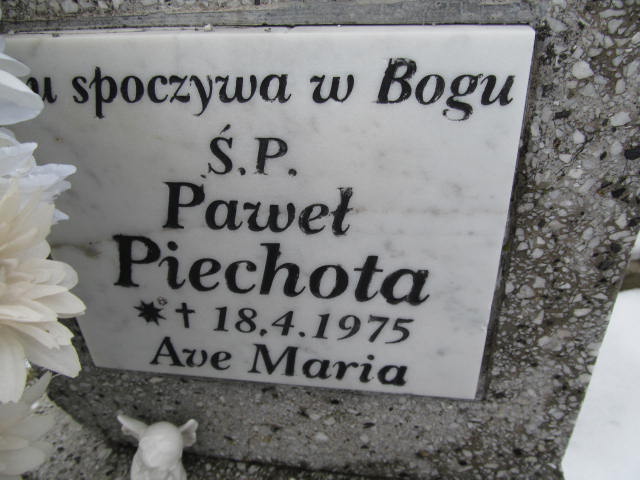 u spoczywa w Bogu
Ś.P.
Paweł
Piechota
* † 18.4.1975
Ave Maria